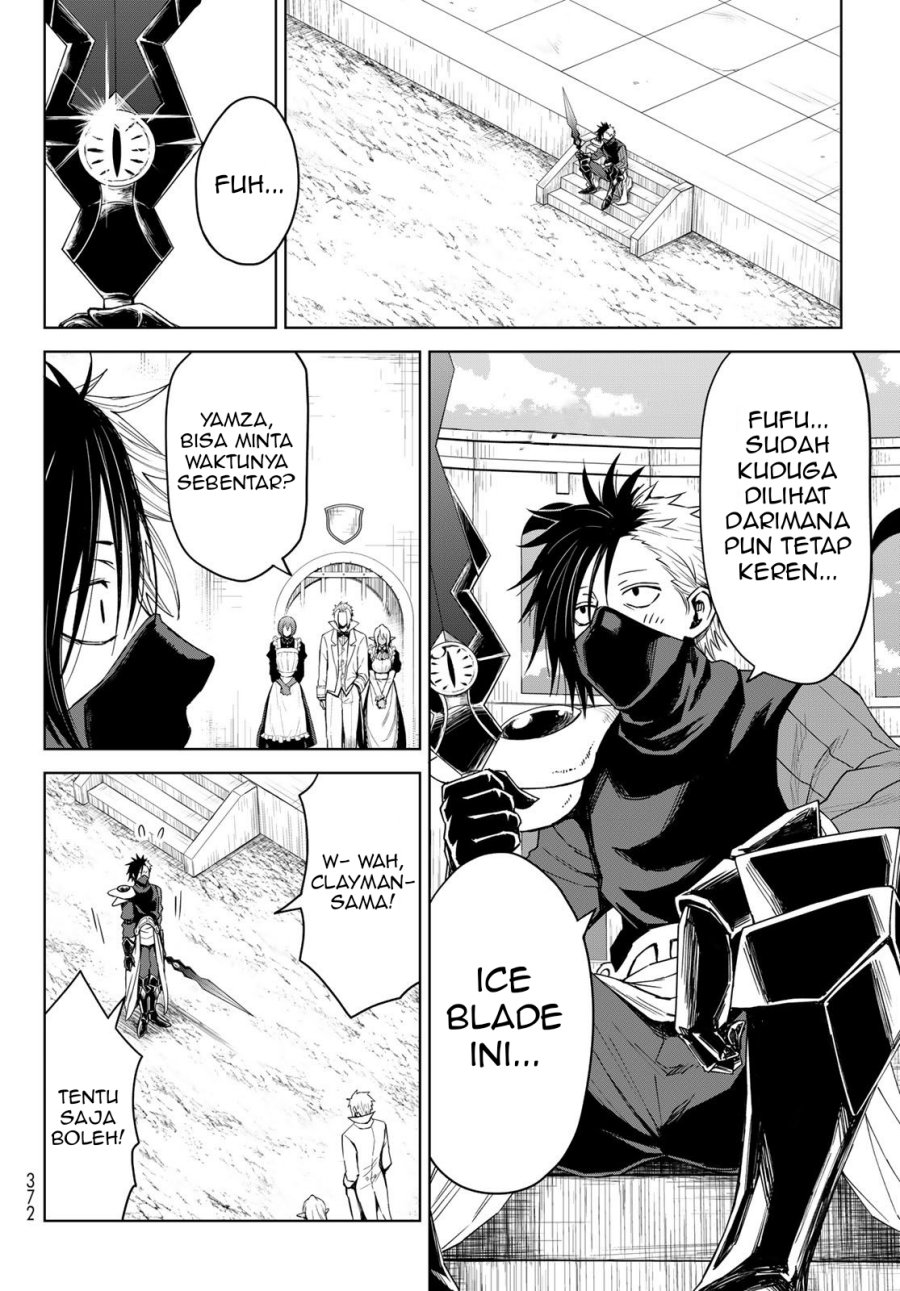 FUH...
FUFU...
SUDAH
KUDUGA
DILIHAT
DARIMANA
PUN TETAP
KEREN...
ICE
BLADE
INI...
YAMZA,
BISA MINTA
WAKTUNYA
SEBENTAR?
W- WAH,
CLAYMAN-
SAMA!
TENTU
SAJA
BOLEH!
372